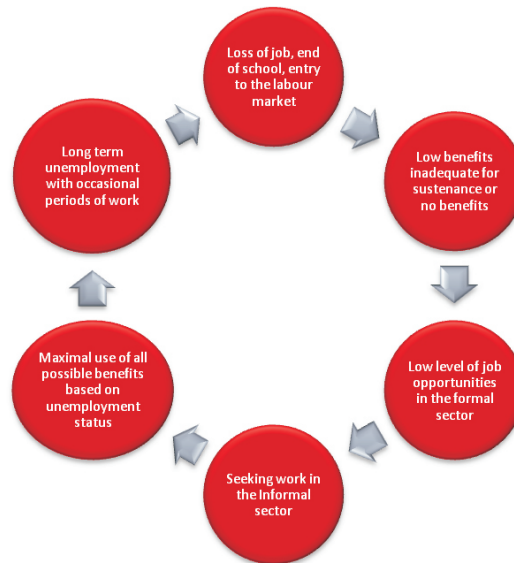 Loss of job, end
of school, entry
to the labour
market
Low benefits
inadequate for
sustenance or
no benefits
Low level of job
opportunities
in the formal
sector
Seeking work in
the Informal
sector
Maximal use of all
possible benefits
based on
unemployment
status
Long term
unemployment
with occasional
periods of work